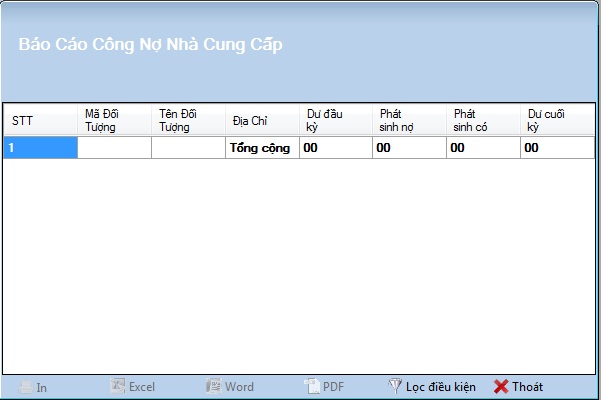 Báo Cáo Công Nợ Nhà Cung Cấp
STT Mã Đối Tượng Tên Đối Tượng Địa Chỉ Dư đầu kỳ Phát sinh nợ Phát sinh có Dư cuối kỳ
1 Tổng cộng 00 00 00 00
In Excel Word PDF Lọc điều kiện Thoát